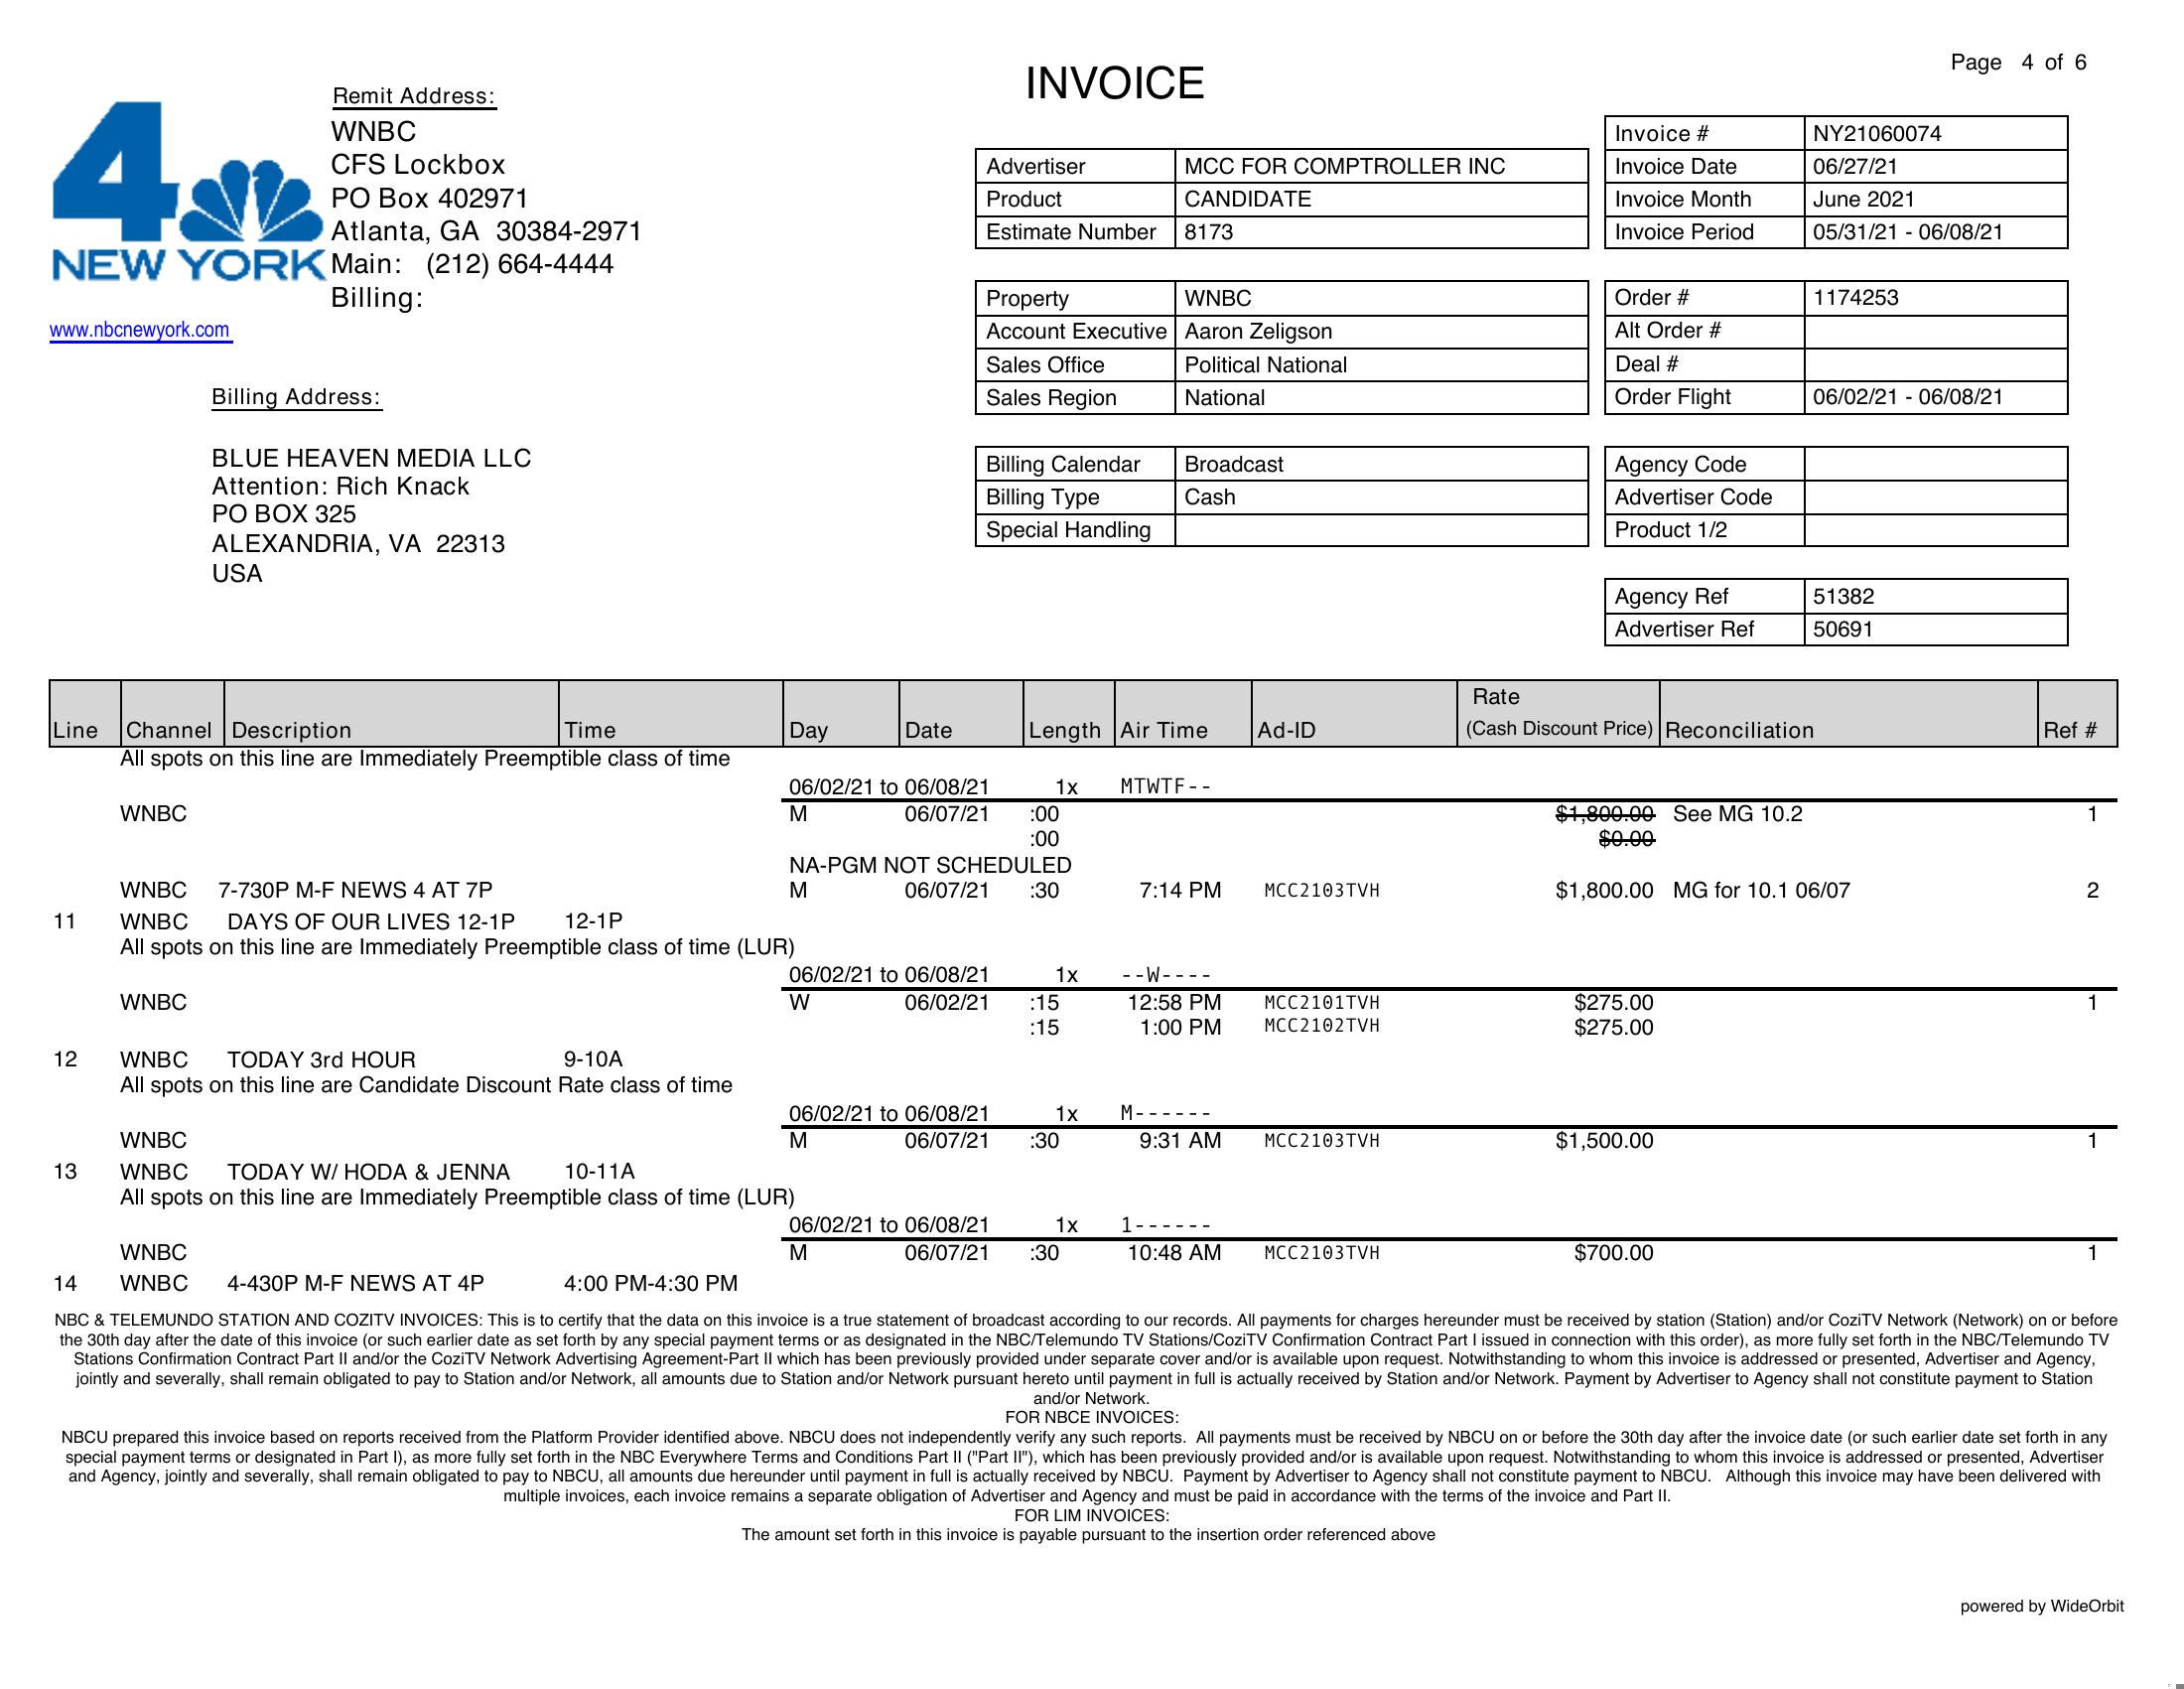 Page 4 of 6
INVOICE
4
NEW YORK
www.nbcnewyork.com
Remit Address:
WNBC
CFS Lockbox
PO Box 402971
Atlanta, GA 30384-2971
Main: (212) 664-4444
Billing:
Billing Address:
BLUE HEAVEN MEDIA LLC
Attention: Rich Knack
PO BOX 325
ALEXANDRIA, VA 22313
USA
Advertiser MCC FOR COMPTROLLER INC
Product CANDIDATE
Estimate Number 8173
Property WNBC
Account Executive Aaron Zeligson
Sales Office Political National
Sales Region National
Billing Calendar Broadcast
Billing Type Cash
Special Handling
Invoice # NY21060074
Invoice Date 06/27/21
Invoice Month June 2021
Invoice Period 05/31/21 - 06/08/21
Order # 1174253
Alt Order #
Deal #
Order Flight 06/02/21 - 06/08/21
Agency Code
Advertiser Code
Product 1/2
Agency Ref 51382
Advertiser Ref 50691
Line Channel Description Time Day Date Length Air Time Ad-ID Rate (Cash Discount Price) Reconciliation Ref #
All spots on this line are Immediately Preemptible class of time
06/02/21 to 06/08/21 1x MTWTF--
WNBC M 06/07/21 :00 $1,800.00 See MG 10.2 1
:00 $0.00
NA-PGM NOT SCHEDULED
WNBC 7-730P M-F NEWS 4 AT 7P M 06/07/21 :30 7:14 PM MCC2103TVH $1,800.00 MG for 10.1 06/07 2
11 WNBC DAYS OF OUR LIVES 12-1P 12-1P
All spots on this line are Immediately Preemptible class of time (LUR)
06/02/21 to 06/08/21 1x --W----
WNBC W 06/02/21 :15 12:58 PM MCC2101TVH $275.00 1
:15 1:00 PM MCC2102TVH $275.00
12 WNBC TODAY 3rd HOUR 9-10A
All spots on this line are Candidate Discount Rate class of time
06/02/21 to 06/08/21 1x M------
WNBC M 06/07/21 :30 9:31 AM MCC2103TVH $1,500.00 1
13 WNBC TODAY W/ HODA & JENNA 10-11A
All spots on this line are Immediately Preemptible class of time (LUR)
06/02/21 to 06/08/21 1x 1------
WNBC M 06/07/21 :30 10:48 AM MCC2103TVH $700.00 1
14 WNBC 4-430P M-F NEWS AT 4P 4:00 PM-4:30 PM
NBC & TELEMUNDO STATION AND COZITV INVOICES: This is to certify that the data on this invoice is a true statement of broadcast according to our records. All payments for charges hereunder must be received by station (Station) and/or CoziTV Network (Network) on or before
the 30th day after the date of this invoice (or such earlier date as set forth by any special payment terms or as designated in the NBC/Telemundo TV Stations/CoziTV Confirmation Contract Part I issued in connection with this order), as more fully set forth in the NBC/Telemundo TV
Stations Confirmation Contract Part II and/or the CoziTV Network Advertising Agreement-Part II which has been previously provided under separate cover and/or is available upon request. Notwithstanding to whom this invoice is addressed or presented, Advertiser and Agency,
jointly and severally, shall remain obligated to pay to Station and/or Network, all amounts due to Station and/or Network pursuant hereto until payment in full is actually received by Station and/or Network. Payment by Advertiser to Agency shall not constitute payment to Station
and/or Network.
FOR NBCE INVOICES:
NBCU prepared this invoice based on reports received from the Platform Provider identified above. NBCU does not independently verify any such reports. All payments must be received by NBCU on or before the 30th day after the invoice date (or such earlier date set forth in any
special payment terms or designated in Part I), as more fully set forth in the NBC Everywhere Terms and Conditions Part II ("Part II"), which has been previously provided and/or is available upon request. Notwithstanding to whom this invoice is addressed or presented, Advertiser
and Agency, jointly and severally, shall remain obligated to pay to NBCU, all amounts due hereunder until payment in full is actually received by NBCU. Payment by Advertiser to Agency shall not constitute payment to NBCU. Although this invoice may have been delivered with
multiple invoices, each invoice remains a separate obligation of Advertiser and Agency and must be paid in accordance with the terms of the invoice and Part II.
FOR LIM INVOICES:
The amount set forth in this invoice is payable pursuant to the insertion order referenced above
powered by WideOrbit